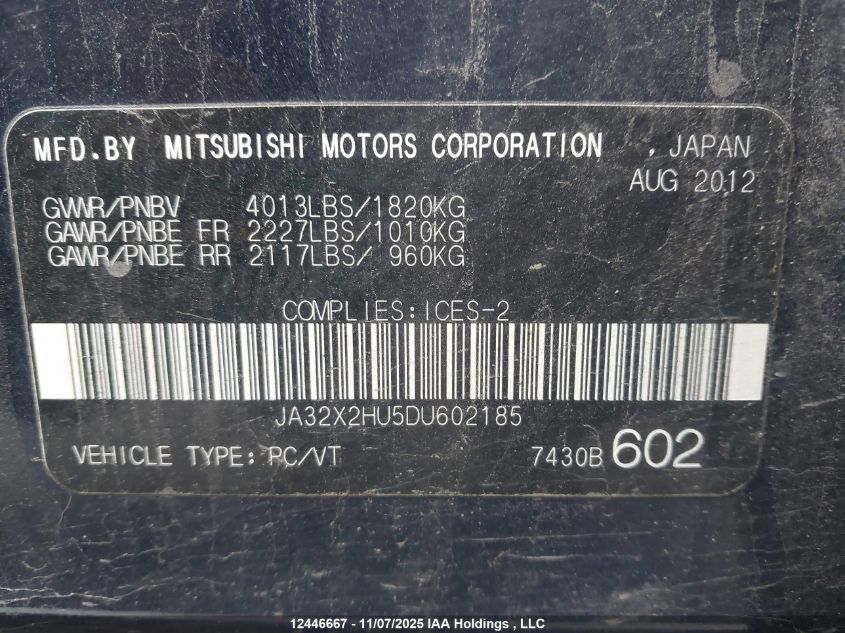 MFD.BY MITSUBISHI MOTORS CORPORATION , JAPAN
AUG 2012
GVWR/PNBV 4013LBS/1820KG
GAWR/PNBE FR 2227LBS/1010KG
GAWR/PNBE RR 2117LBS/ 960KG
COMPLIES:ICES-2
JA32X2HU5DU602185
VEHICLE TYPE:PC/VT 7430B 602
12446667 - 11/07/2025 IAA Holdings , LLC